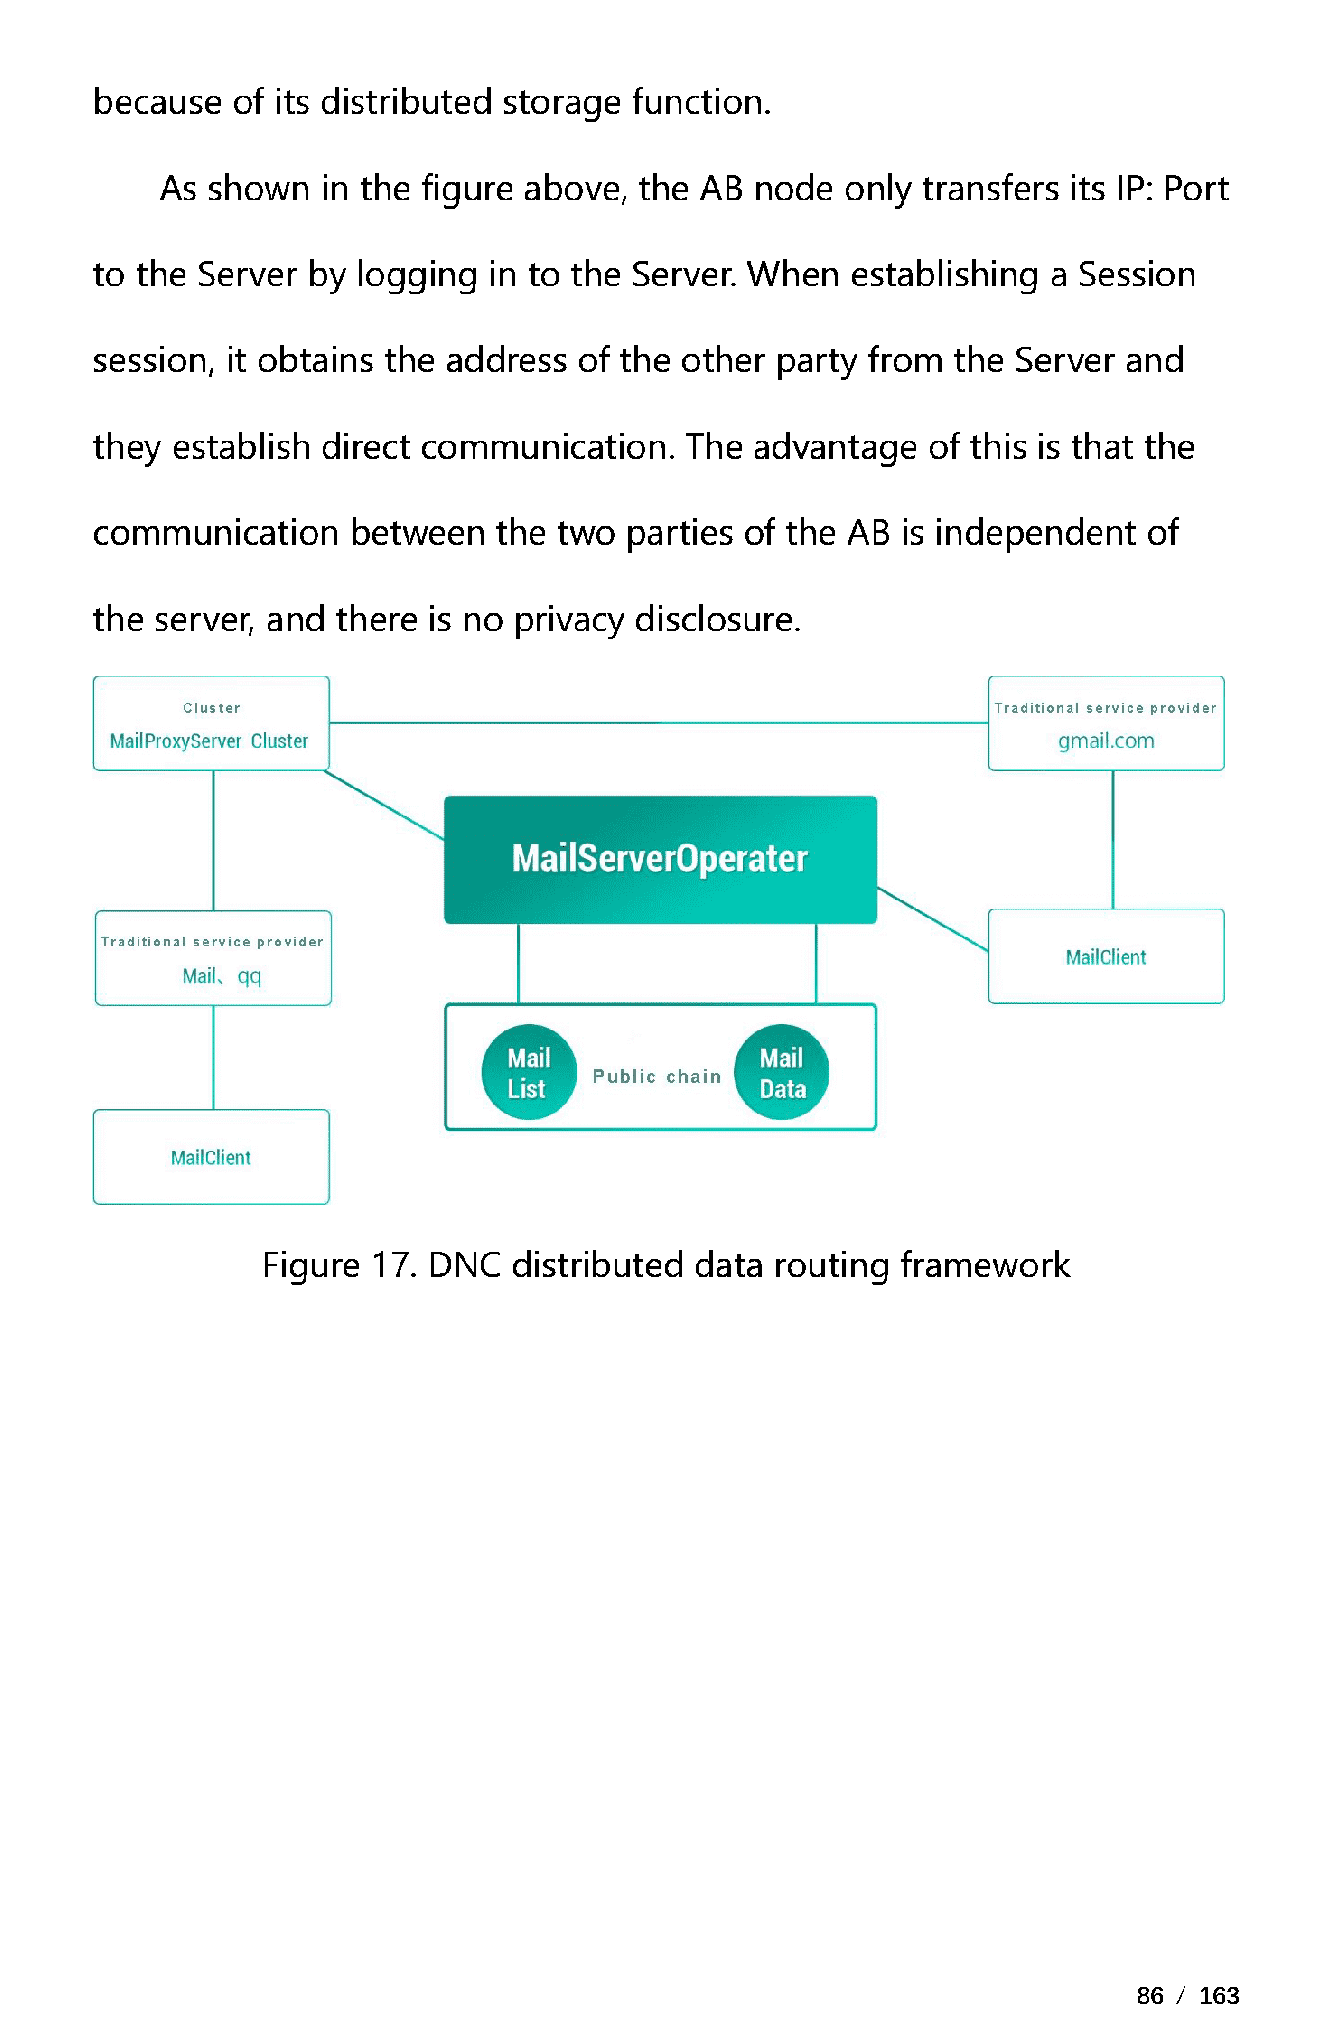 because of its distributed storage function.
As shown in the figure above, the AB node only transfers its IP: Port
to the Server by logging in to the Server. When establishing a Session
session, it obtains the address of the other party from the Server and
they establish direct communication. The advantage of this is that the
communication between the two parties of the AB is independent of
the server, and there is no privacy disclosure.
Cluster
MailProxyServer Cluster
Traditional service provider
gmail.com
MailServerOperater
Traditional service provider
Mail、qq
MailClient
Mail
List
Public chain
Mail
Data
MailClient
Figure 17. DNC distributed data routing framework
86 / 163